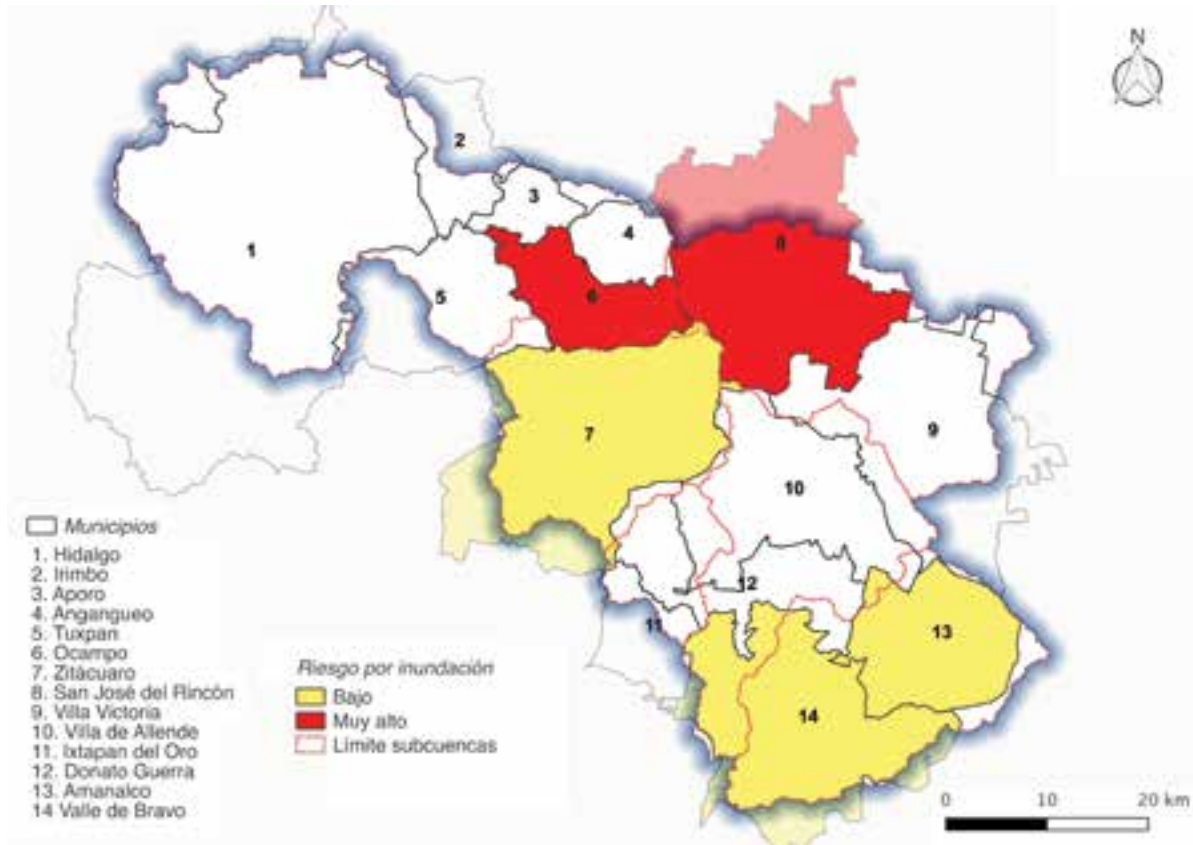 N
1
2
3
4
5
6
7
8
9
10
11
12
13
14
Municipios
1. Hidalgo
2. Irimbo
3. Aporo
4. Angangueo
5. Tuxpan
6. Ocampo
7. Zitácuaro
8. San José del Rincón
9. Villa Victoria
10. Villa de Allende
11. Ixtapan del Oro
12. Donato Guerra
13. Amanalco
14 Valle de Bravo
Riesgo por inundación
Bajo
Muy alto
Límite subcuencas
0 10 20 km